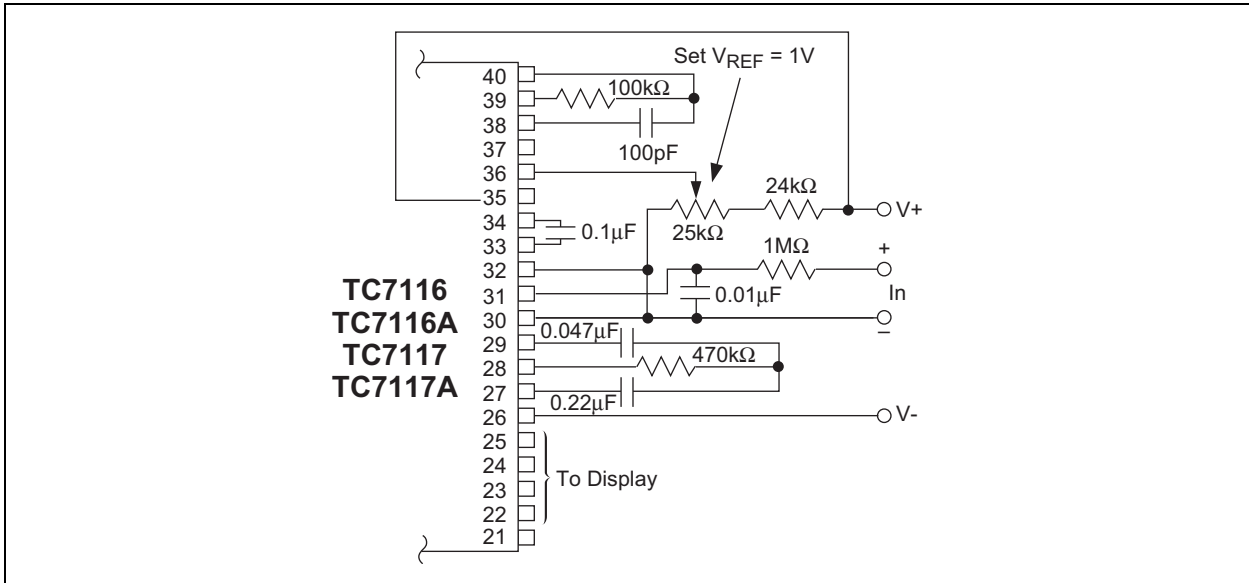 Set VREF = 1V
40
39
100kΩ
38
100pF
37
36
24kΩ
35
V+
25kΩ
34
0.1μF
33
1MΩ
+
32
TC7116
31
0.01μF
In
TC7116A
30
–
0.047μF
29
TC7117
28
470kΩ
TC7117A
27
0.22μF
26
V-
25
24
To Display
23
22
21